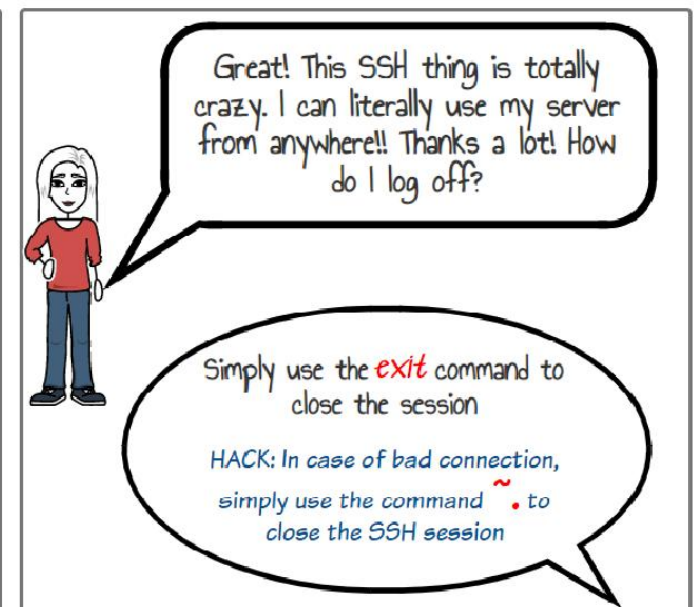 Great! This SSH thing is totally
crazy. I can literally use my server
from anywhere!! Thanks a lot! How
do I log off?
Simply use the exit command to
close the session
HACK: In case of bad connection,
simply use the command ~. to
close the SSH session